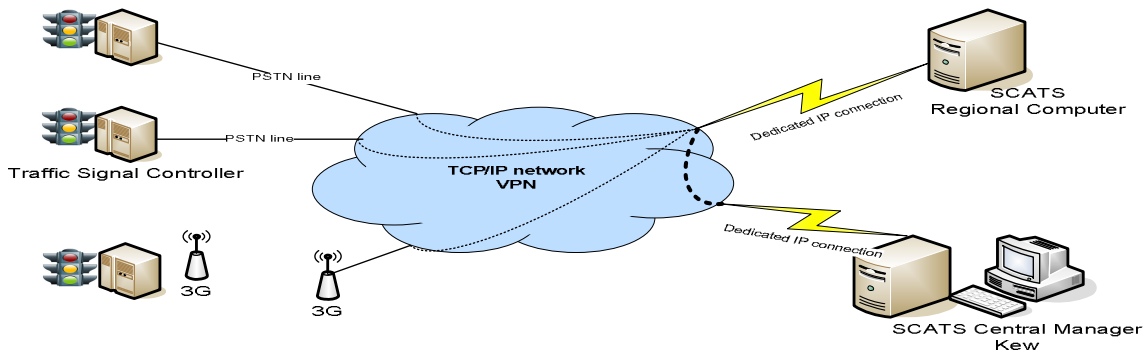 PSTN line
SCATS
Regional Computer
Dedicated IP connection
PSTN line
Traffic Signal Controller
TCP/IP network
VPN
Dedicated IP connection
3G
3G
SCATS Central Manager
Kew